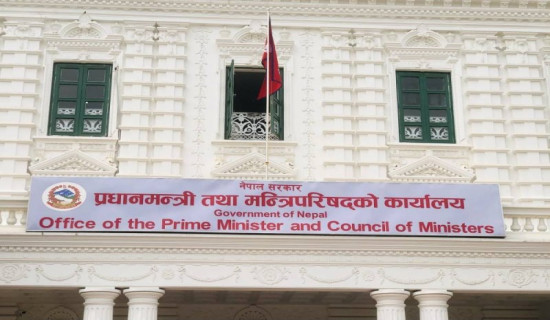 नेपाल सरकार
प्रधानमन्त्री तथा मन्त्रिपरिषद्को कार्यालय
Government of Nepal
Office of the Prime Minister and Council of Ministers